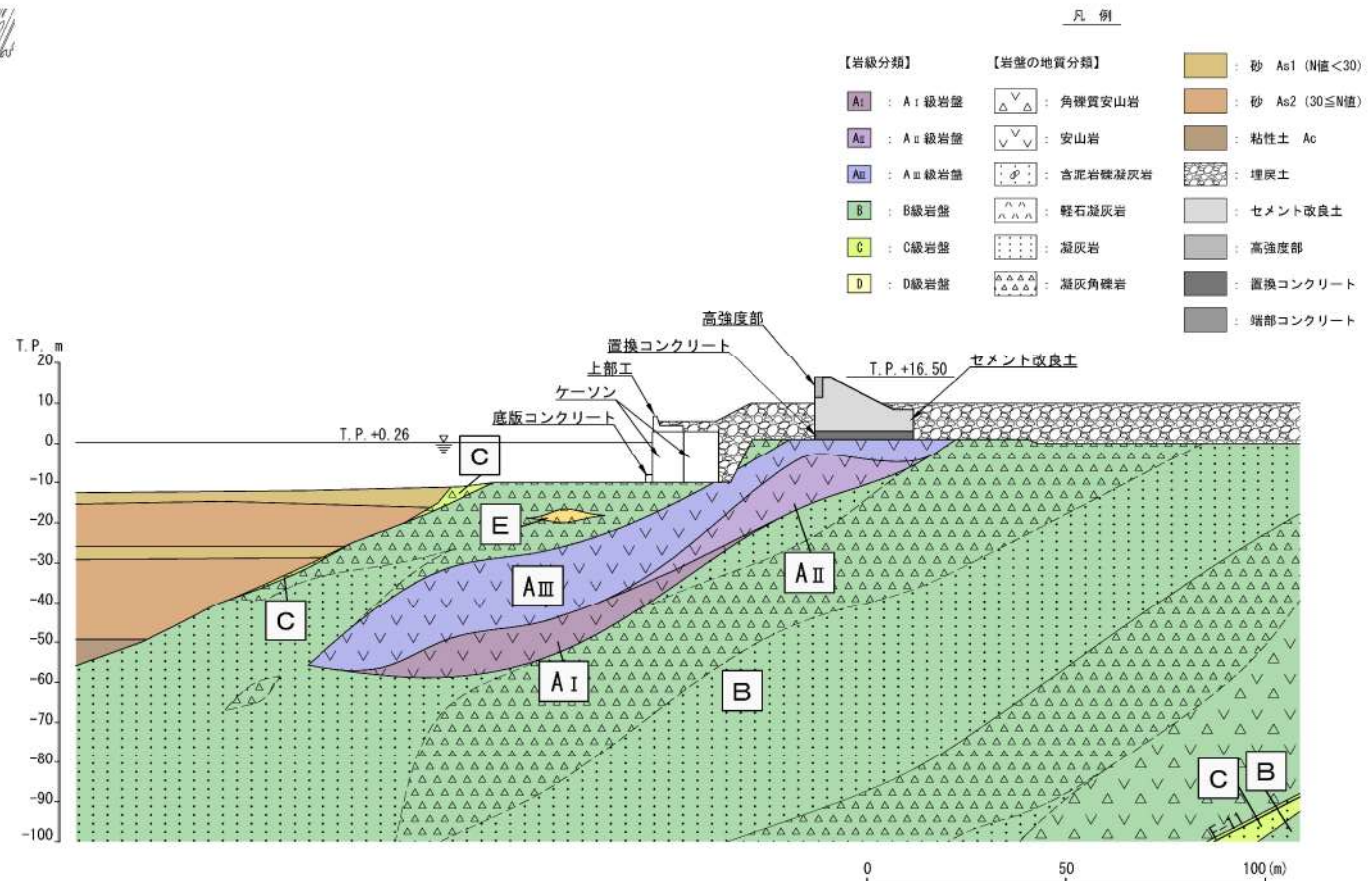 凡 例
【岩級分類】
AⅠ : AⅠ級岩盤
AⅡ : AⅡ級岩盤
AⅢ : AⅢ級岩盤
B : B級岩盤
C : C級岩盤
D : D級岩盤
【岩盤の地質分類】
: 角礫質安山岩
: 安山岩
: 含泥岩礫凝灰岩
: 軽石凝灰岩
: 凝灰岩
: 凝灰角礫岩
: 砂 As1 (N値<30)
: 砂 As2 (30≦N値)
: 粘性土 Ac
: 埋戻土
: セメント改良土
: 高強度部
: 置換コンクリート
: 端部コンクリート
T.P. m
20
10
0
-10
-20
-30
-40
-50
-60
-70
-80
-90
-100
高強度部
置換コンクリート
上部工
ケーソン
底版コンクリート
T.P.+16.50
セメント改良土
T.P.+0.26
C
E
AⅢ
AⅡ
C
AⅠ
B
C
B
F-11
0
50
100(m)